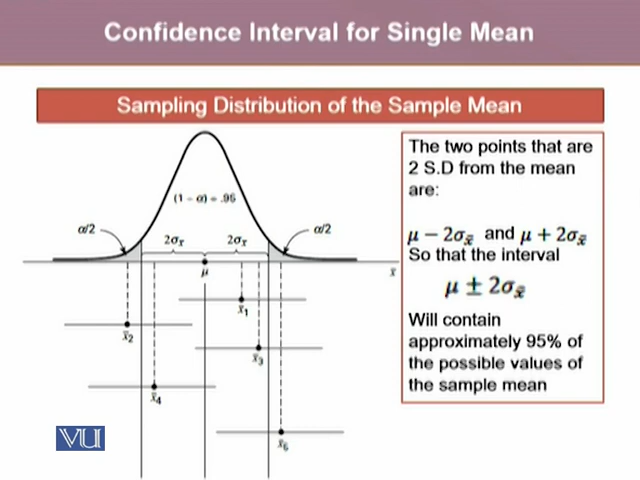 Confidence Interval for Single Mean
Sampling Distribution of the Sample Mean
The two points that are
2 S.D from the mean
are:
μ − 2σx̄ and μ + 2σx̄
So that the interval
μ ± 2σx̄
Will contain
approximately 95% of
the possible values of
the sample mean
(1 − α) = .95
α/2
α/2
2σx̄
2σx̄
μ
x̄
x̄1
x̄2
x̄3
x̄4
VU